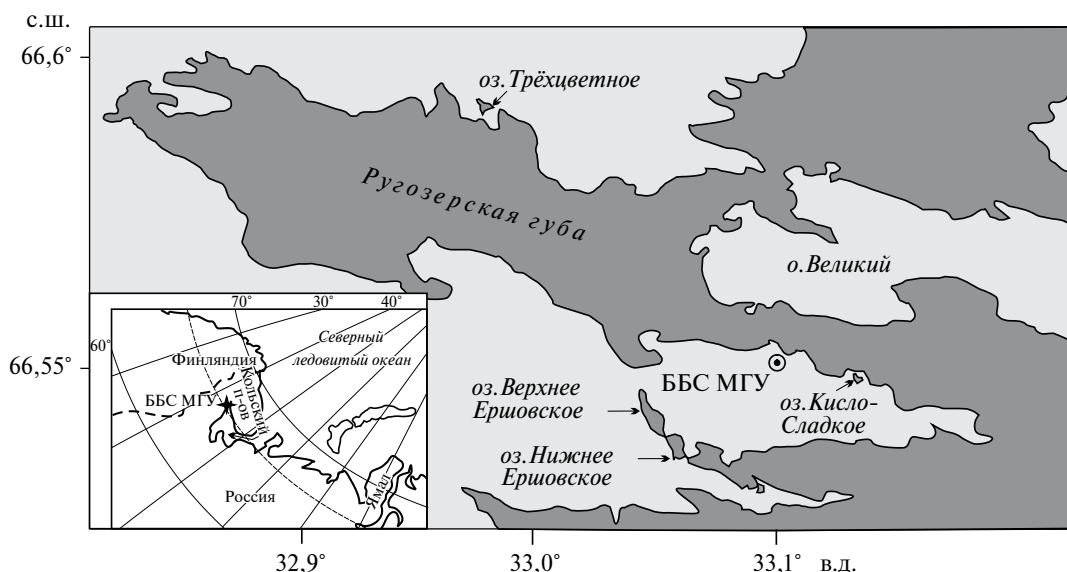 с.ш.
66,6°
оз.Трёхцветное
Ругозерская губа
о.Великий
66,55°
ББС МГУ
оз.Верхнее
Ершовское
оз.Кисло-
Сладкое
оз.Нижнее
Ершовское
70°
30°
40°
60°
Северный
ледовитый океан
Финляндия
Кольский
п-ов
ББС МГУ
Россия
Ямал
32,9°
33,0°
33,1°
в.д.